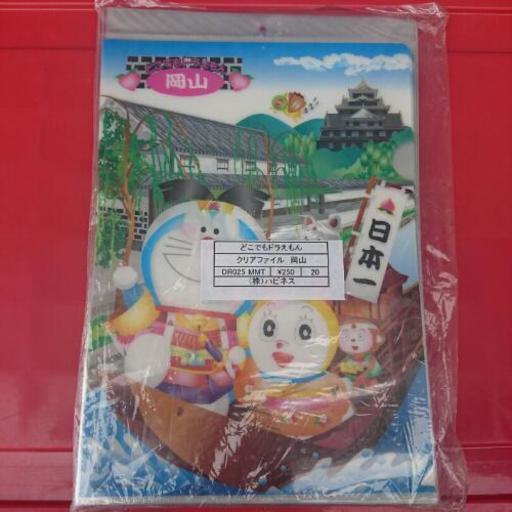 岡山
日本一
どこでもドラえもん
クリアファイル 岡山
DR025 MMT ¥250 20
(株)ハピネス